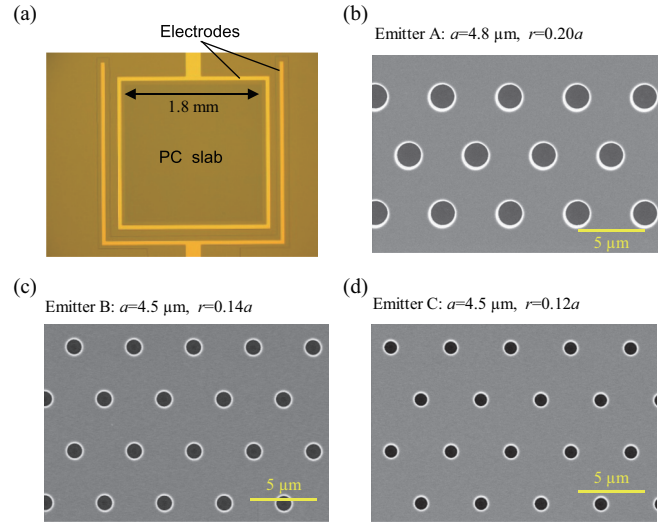 (a)
Electrodes
1.8 mm
PC slab
(b)
Emitter A: a=4.8 µm, r=0.20a
5 µm
(c)
Emitter B: a=4.5 µm, r=0.14a
5 µm
(d)
Emitter C: a=4.5 µm, r=0.12a
5 µm